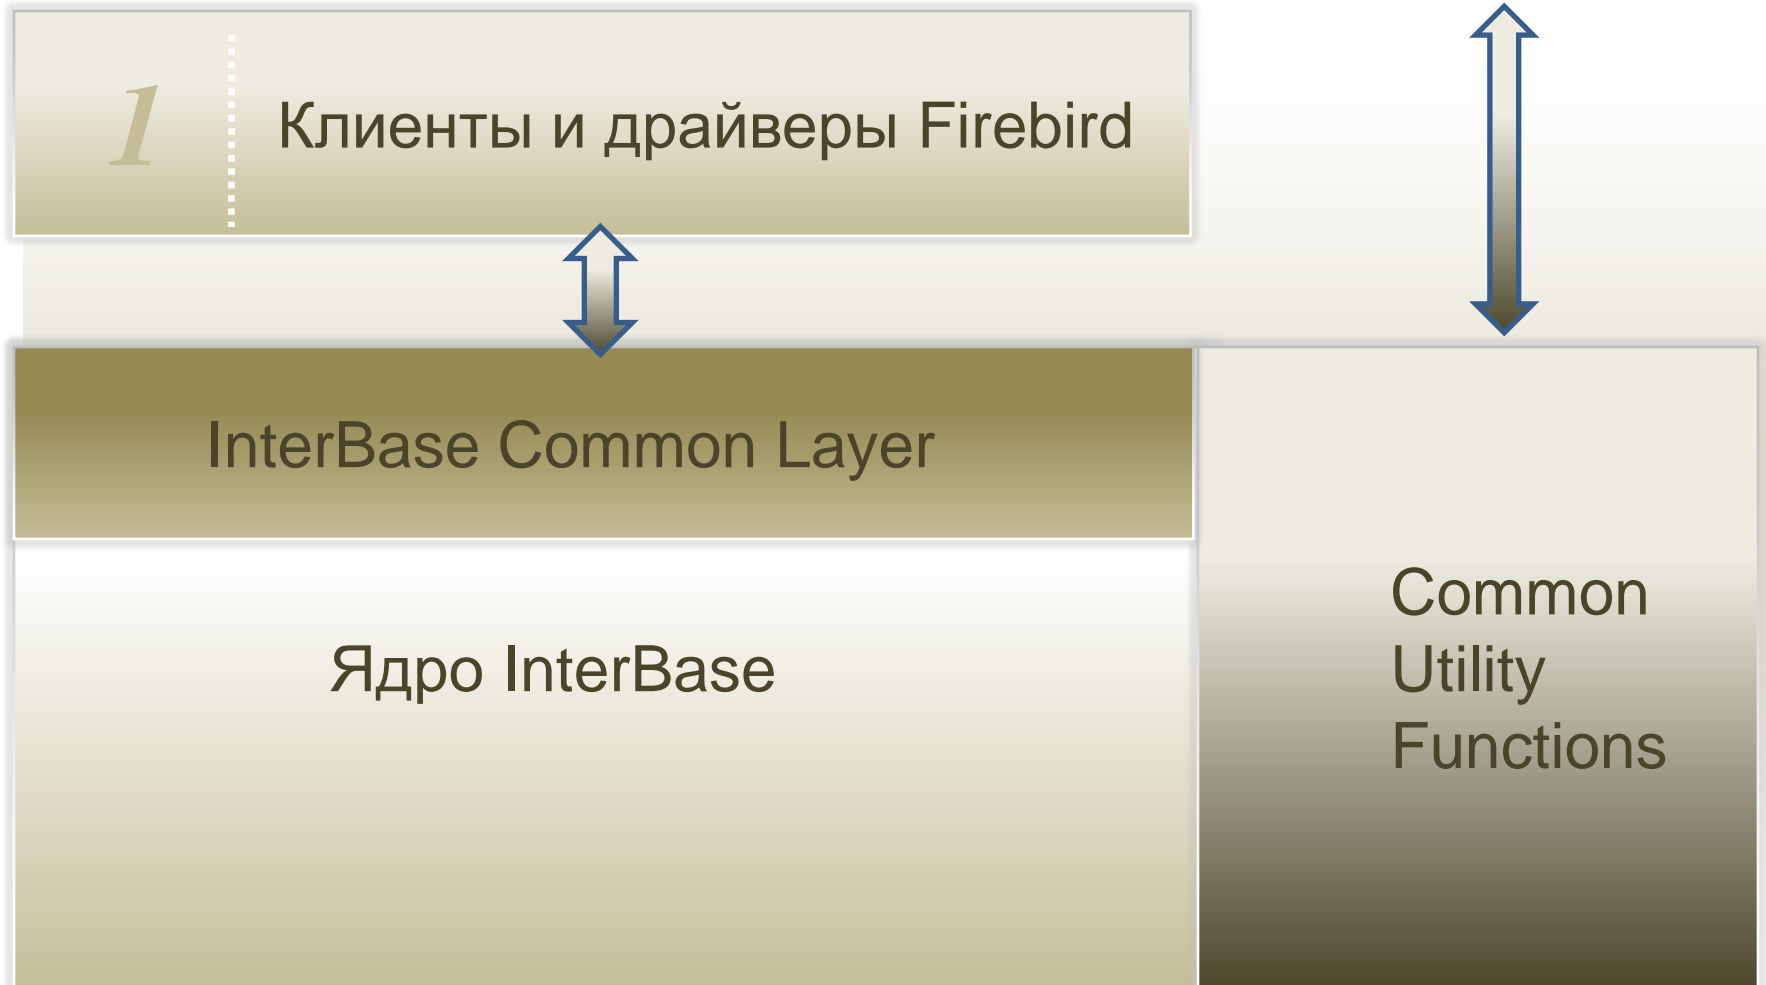 1
Клиенты и драйверы Firebird
InterBase Common Layer
Ядро InterBase
Common
Utility
Functions